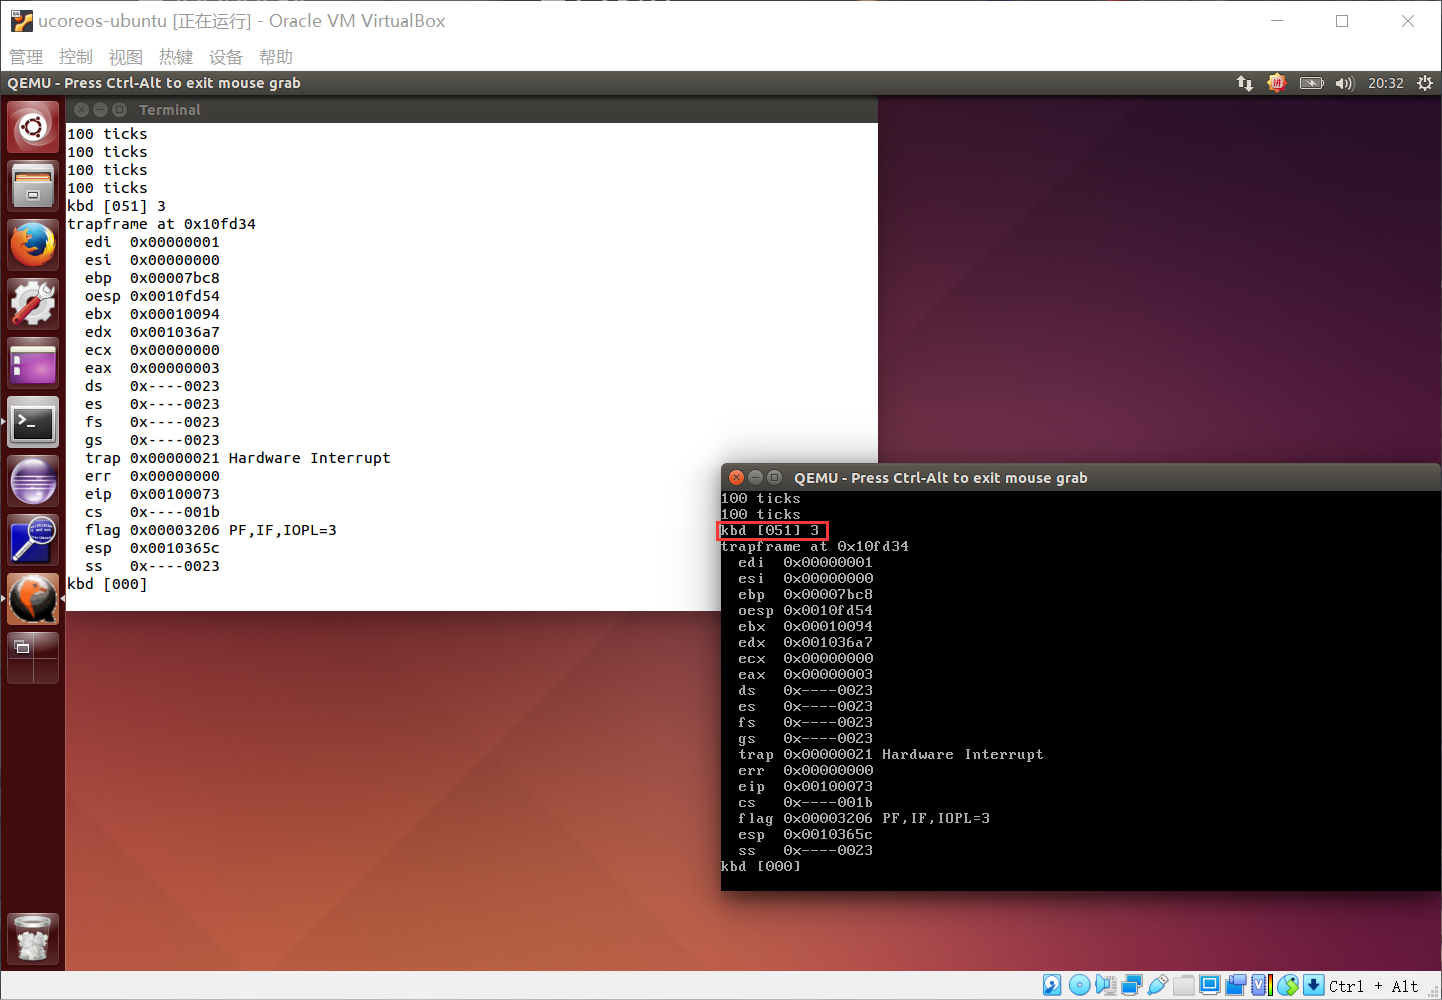 ucoreos-ubuntu [正在运行] - Oracle VM VirtualBox
管理 控制 视图 热键 设备 帮助
QEMU - Press Ctrl-Alt to exit mouse grab
20:32
Terminal
100 ticks
100 ticks
100 ticks
100 ticks
kbd [051] 3
trapframe at 0x10fd34
edi 0x00000001
esi 0x00000000
ebp 0x00007bc8
oesp 0x0010fd54
ebx 0x00010094
edx 0x001036a7
ecx 0x00000000
eax 0x00000003
ds 0x----0023
es 0x----0023
fs 0x----0023
gs 0x----0023
trap 0x00000021 Hardware Interrupt
err 0x00000000
eip 0x00100073
cs 0x----001b
flag 0x00003206 PF,IF,IOPL=3
esp 0x0010365c
ss 0x----0023
kbd [000]
QEMU - Press Ctrl-Alt to exit mouse grab
100 ticks
100 ticks
kbd [051] 3
trapframe at 0x10fd34
edi 0x00000001
esi 0x00000000
ebp 0x00007bc8
oesp 0x0010fd54
ebx 0x00010094
edx 0x001036a7
ecx 0x00000000
eax 0x00000003
ds 0x----0023
es 0x----0023
fs 0x----0023
gs 0x----0023
trap 0x00000021 Hardware Interrupt
err 0x00000000
eip 0x00100073
cs 0x----001b
flag 0x00003206 PF,IF,IOPL=3
esp 0x0010365c
ss 0x----0023
kbd [000]
Ctrl + Alt